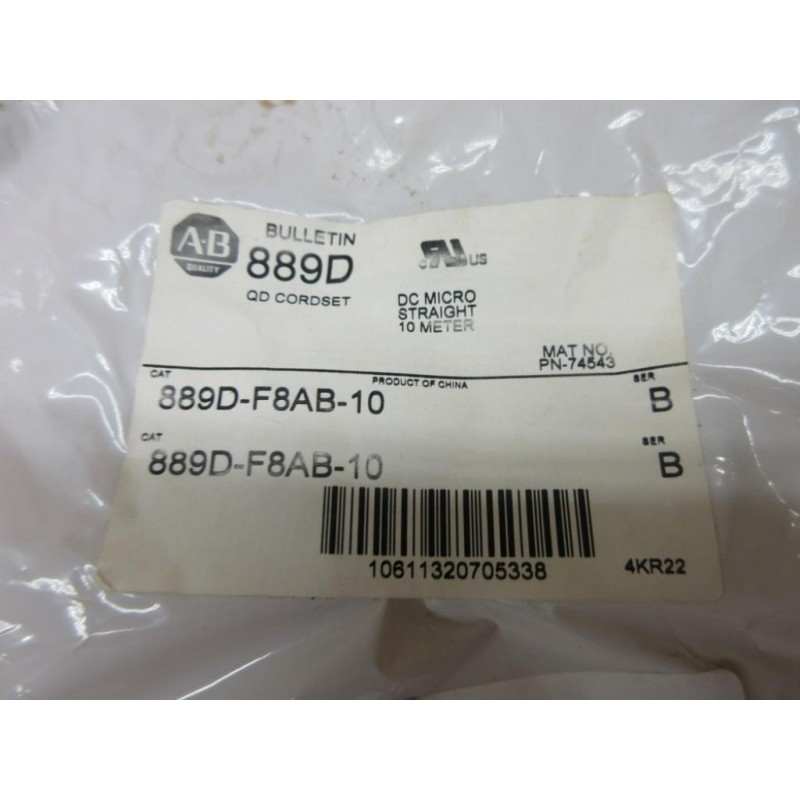 A-B
QUALITY
BULLETIN
889D
QD CORDSET
c RU US
DC MICRO
STRAIGHT
10 METER
MAT NO.
PN-74543
PRODUCT OF CHINA
CAT
SER
889D-F8AB-10
B
CAT
SER
889D-F8AB-10
B
10611320705338
4KR22